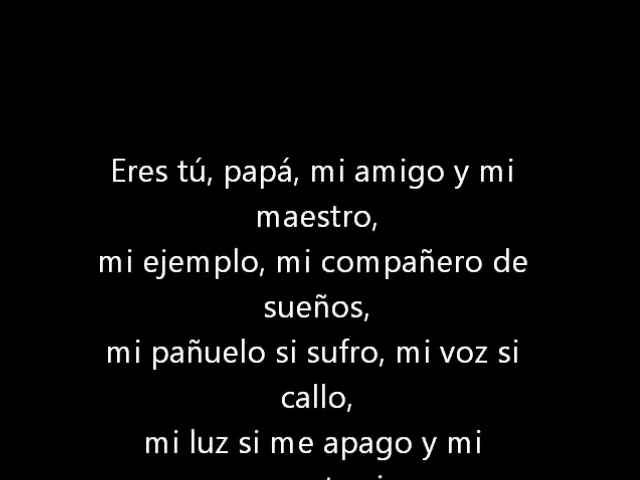 Eres tú, papá, mi amigo y mi
maestro,
mi ejemplo, mi compañero de
sueños,
mi pañuelo si sufro, mi voz si
callo,
mi luz si me apago y mi